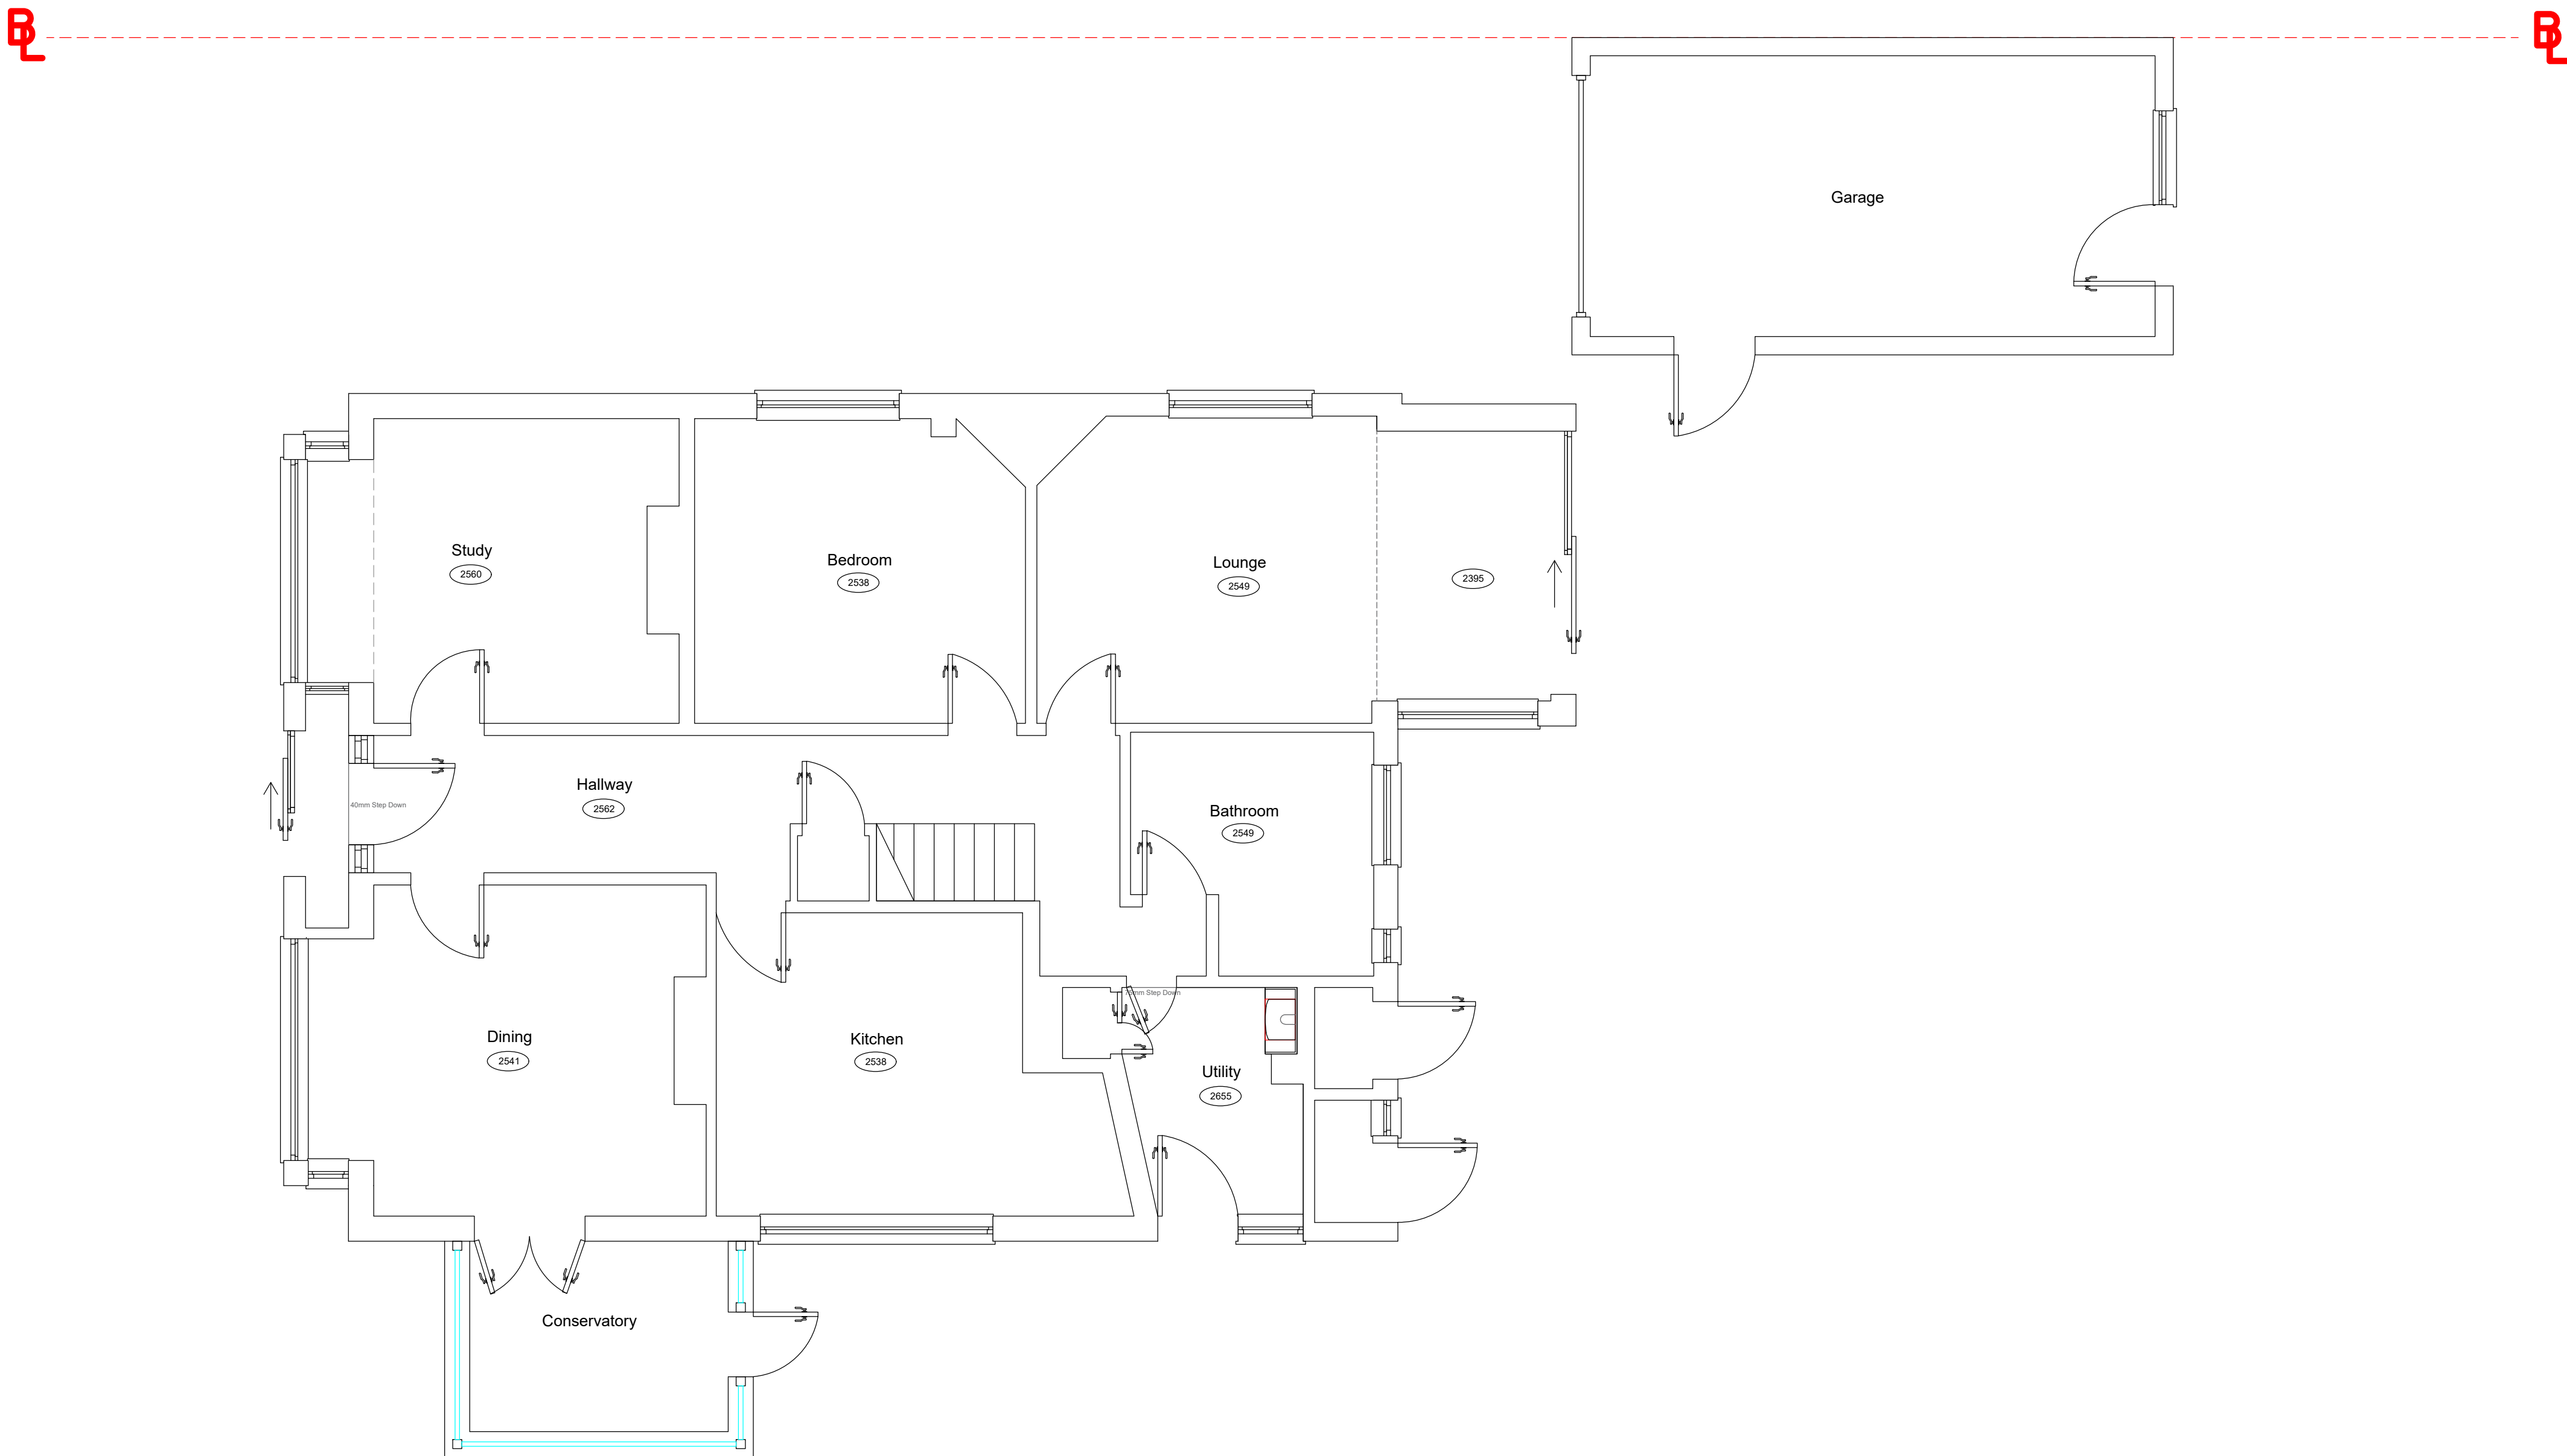 BL
BL
Garage
Study
2560
Bedroom
2538
Lounge
2549
2395
Hallway
2562
40mm Step Down
Bathroom
2549
mm Step Down
Dining
2541
Kitchen
2538
Utility
2655
Conservatory